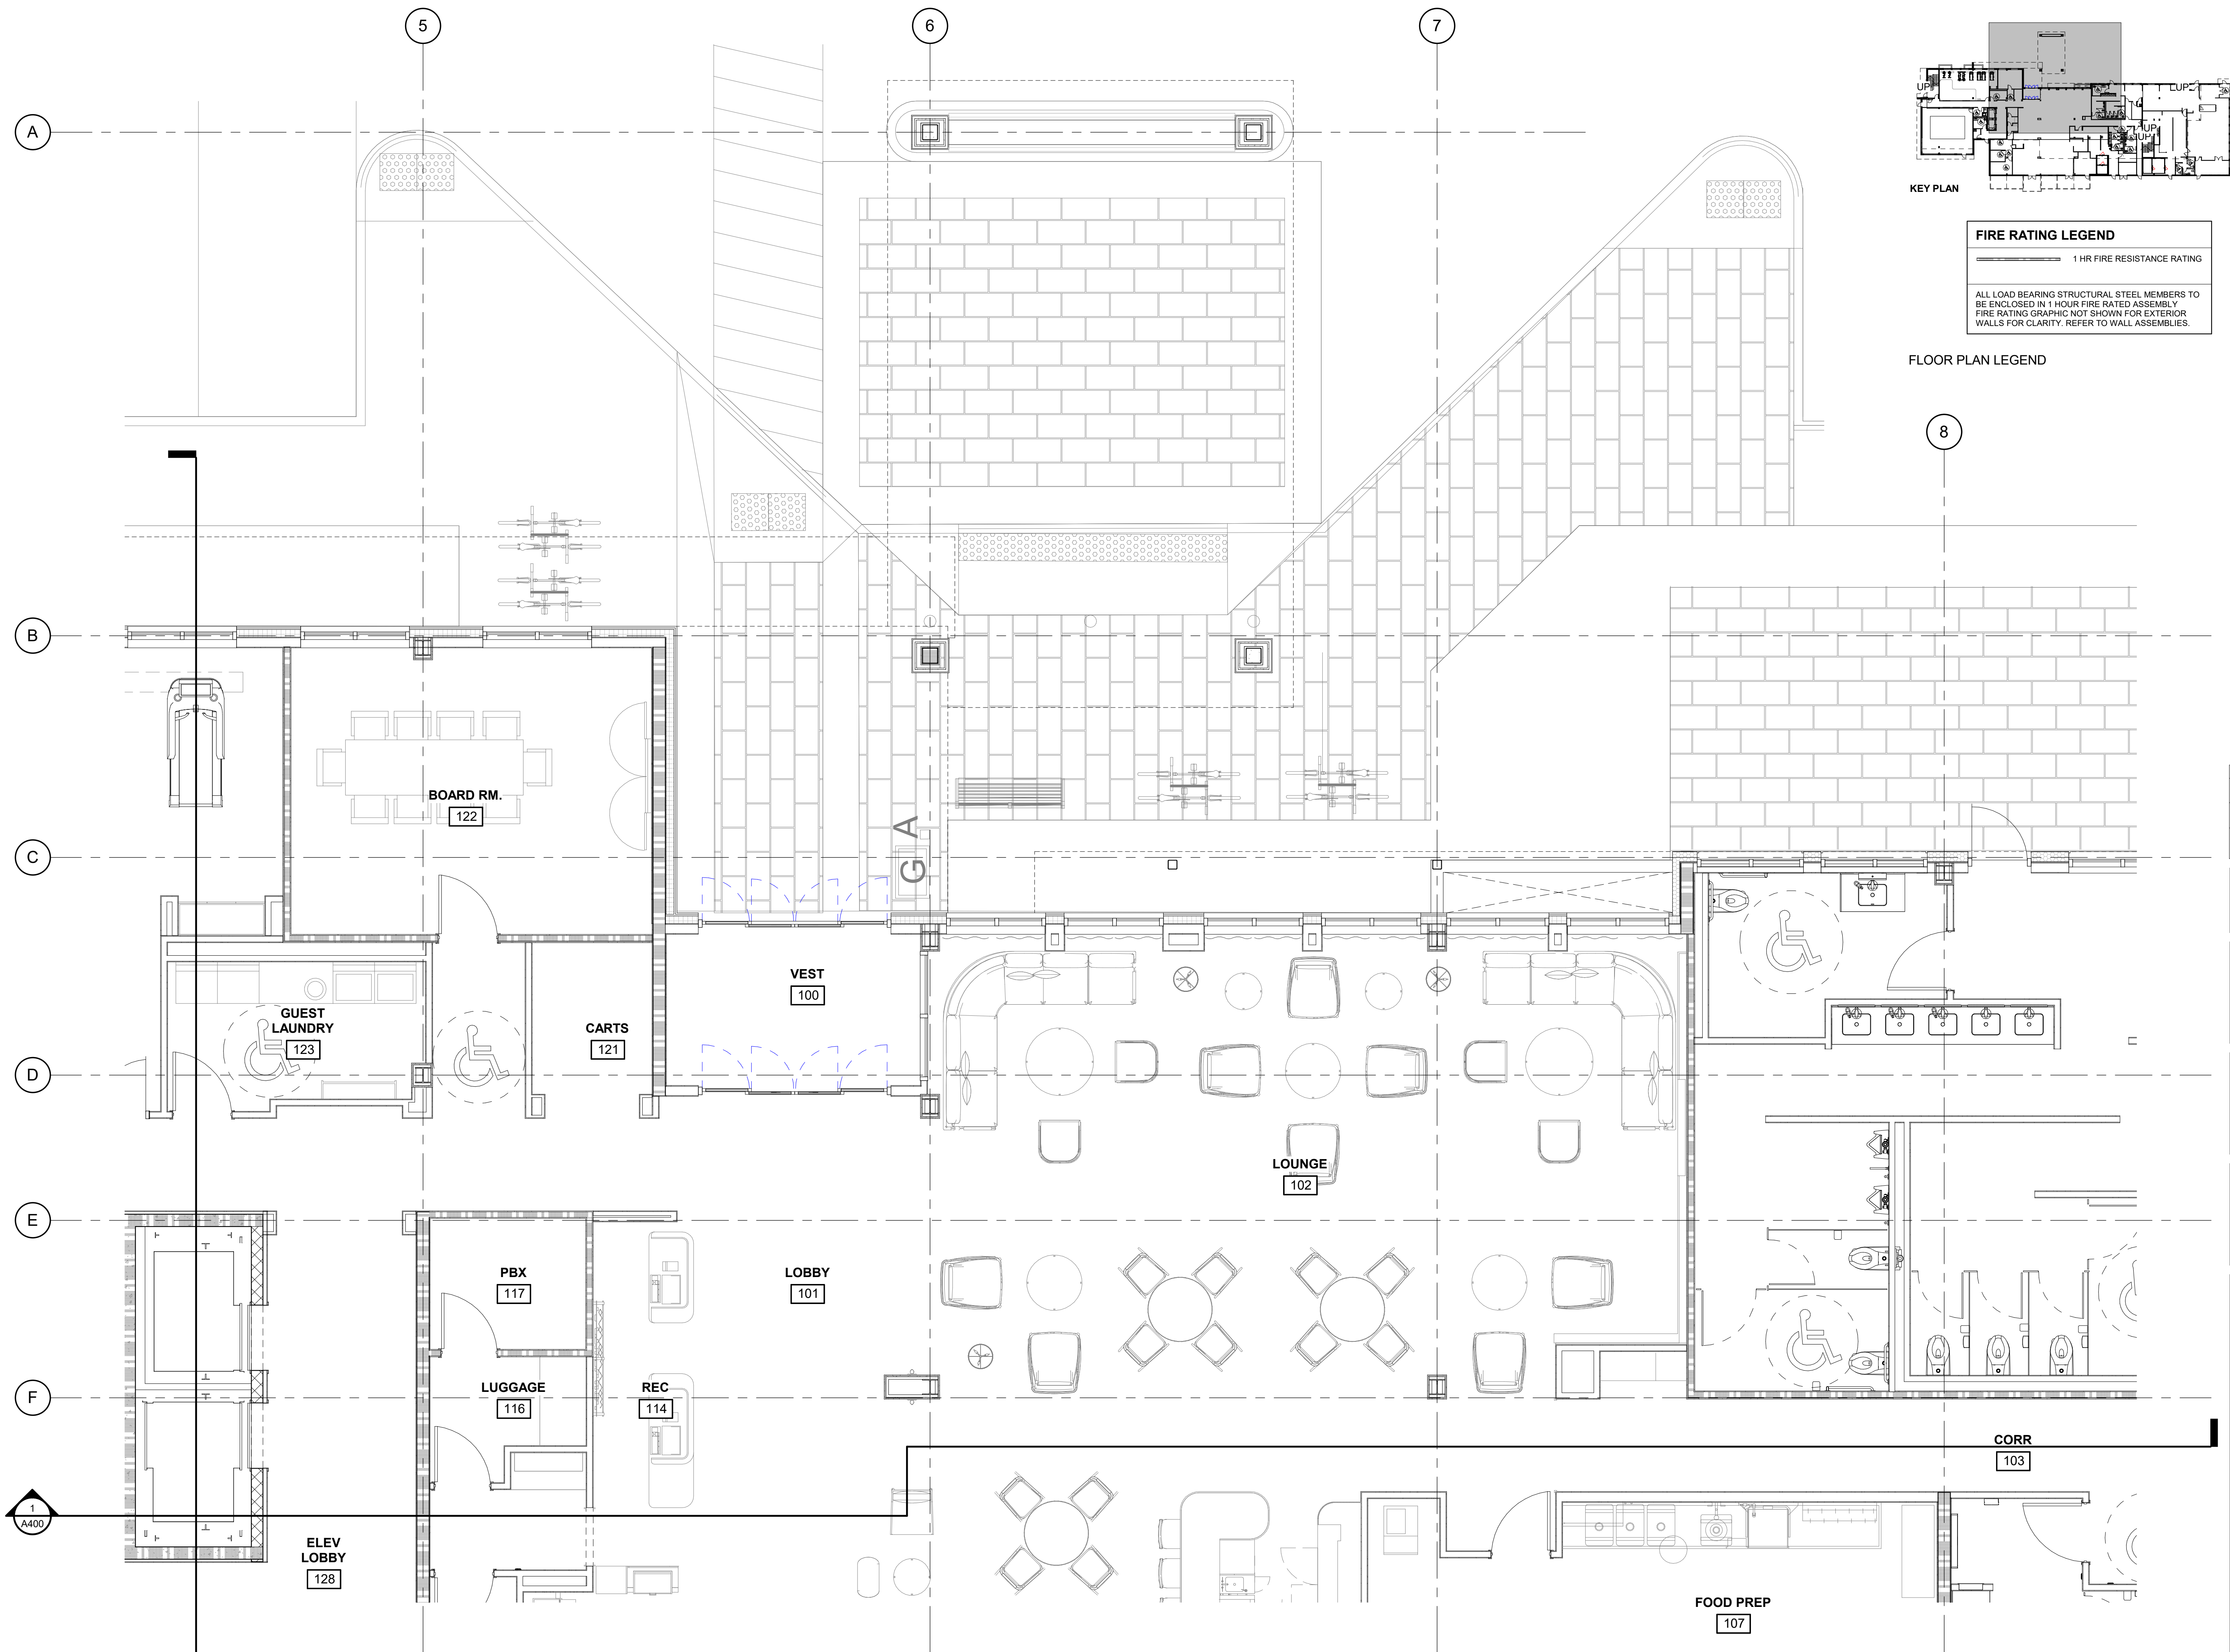 5
6
7
A
UP
UP
UP
UP
KEY PLAN
FIRE RATING LEGEND
1 HR FIRE RESISTANCE RATING
ALL LOAD BEARING STRUCTURAL STEEL MEMBERS TO
BE ENCLOSED IN 1 HOUR FIRE RATED ASSEMBLY
FIRE RATING GRAPHIC NOT SHOWN FOR EXTERIOR
WALLS FOR CLARITY. REFER TO WALL ASSEMBLIES.
FLOOR PLAN LEGEND
8
B
BOARD RM.
122
A
G
C
VEST
100
GUEST
LAUNDRY
123
CARTS
121
D
LOUNGE
102
E
PBX
117
LOBBY
101
F
LUGGAGE
116
REC
114
CORR
103
1
A400
ELEV
LOBBY
128
FOOD PREP
107